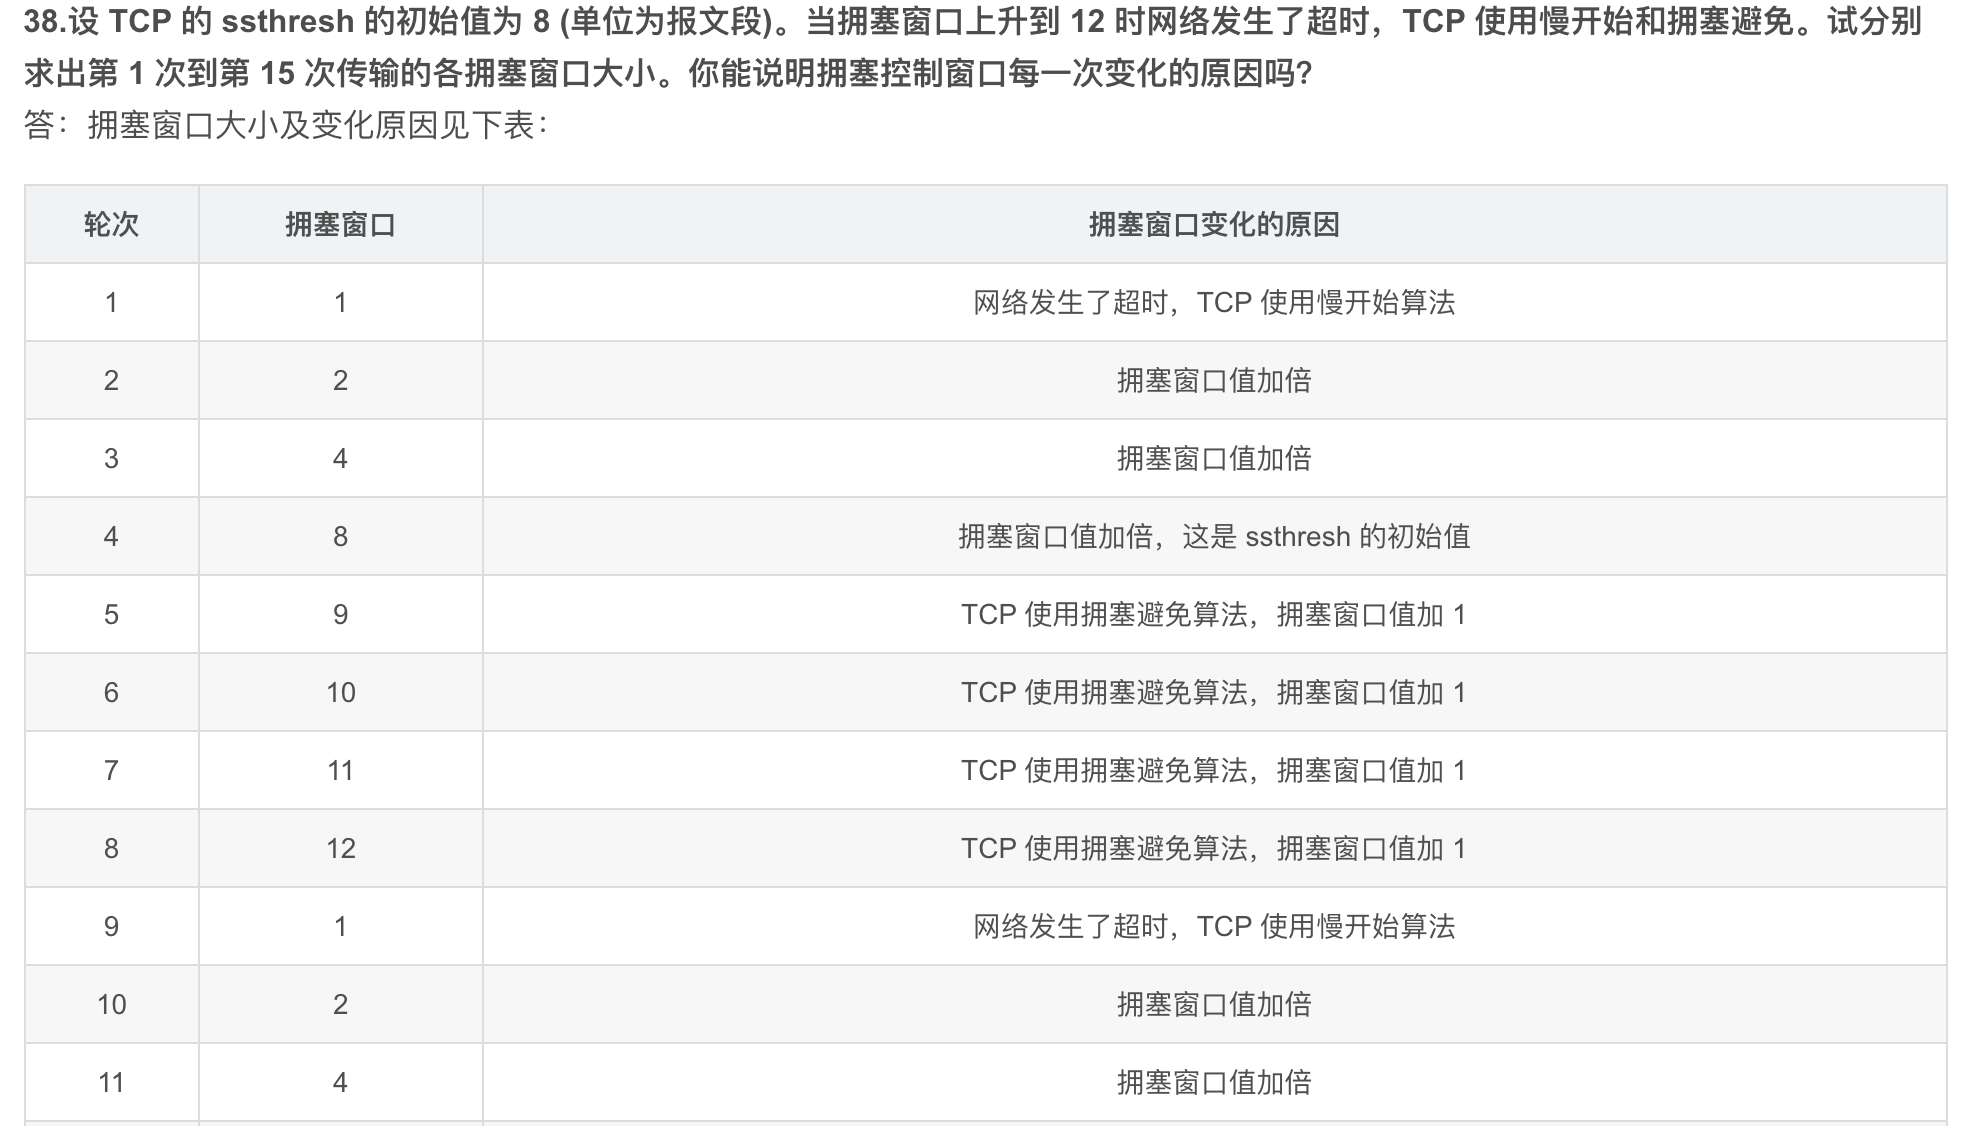 38.设 TCP 的 ssthresh 的初始值为 8 (单位为报文段)。当拥塞窗口上升到 12 时网络发生了超时，TCP 使用慢开始和拥塞避免。试分别
求出第 1 次到第 15 次传输的各拥塞窗口大小。你能说明拥塞控制窗口每一次变化的原因吗?
答：拥塞窗口大小及变化原因见下表：
轮次 拥塞窗口 拥塞窗口变化的原因
1 1 网络发生了超时，TCP 使用慢开始算法
2 2 拥塞窗口值加倍
3 4 拥塞窗口值加倍
4 8 拥塞窗口值加倍，这是 ssthresh 的初始值
5 9 TCP 使用拥塞避免算法，拥塞窗口值加 1
6 10 TCP 使用拥塞避免算法，拥塞窗口值加 1
7 11 TCP 使用拥塞避免算法，拥塞窗口值加 1
8 12 TCP 使用拥塞避免算法，拥塞窗口值加 1
9 1 网络发生了超时，TCP 使用慢开始算法
10 2 拥塞窗口值加倍
11 4 拥塞窗口值加倍